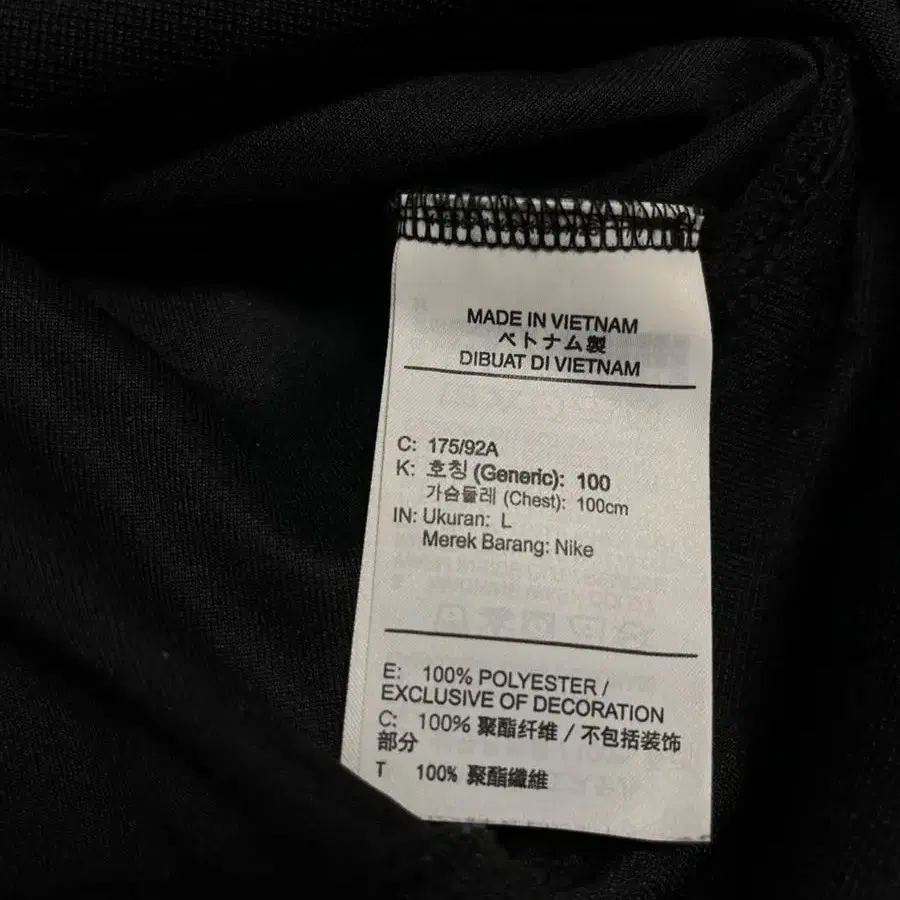 MADE IN VIETNAM
ベトナム製
DIBUAT DI VIETNAM
C: 175/92A
K: 호칭 (Generic): 100
가슴둘레 (Chest): 100cm
IN: Ukuran: L
Merek Barang: Nike
E: 100% POLYESTER /
EXCLUSIVE OF DECORATION
C: 100% 聚酯纤维 / 不包括装饰
部分
T 100% 聚酯纖維